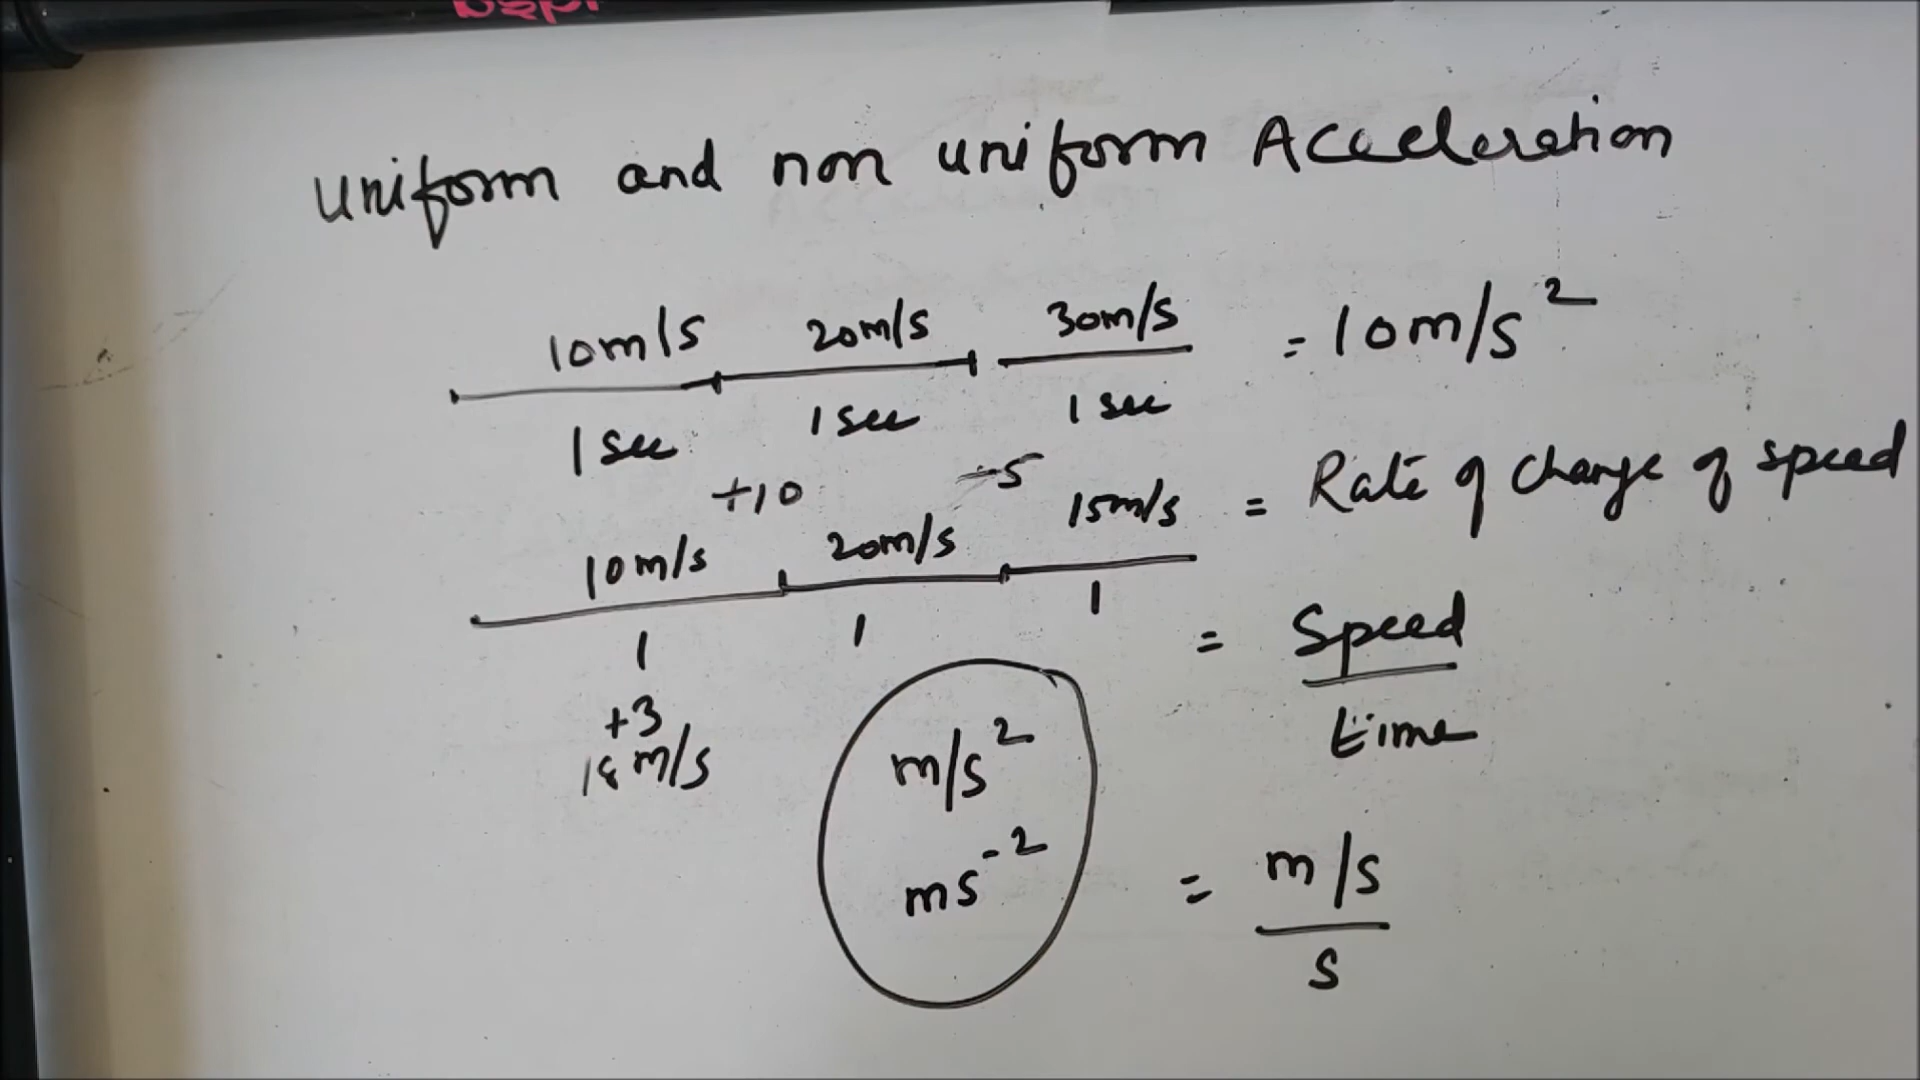 uniform and non uniform Acceleration
10m/s 20m/s 30m/s = 10m/s²
1 sec 1 sec 1 sec
+10 -5
10m/s 20m/s 15m/s = Rate of change of speed
1 1 1
= Speed
time
+3
18 m/s
m/s²
ms⁻²
= m/s
s